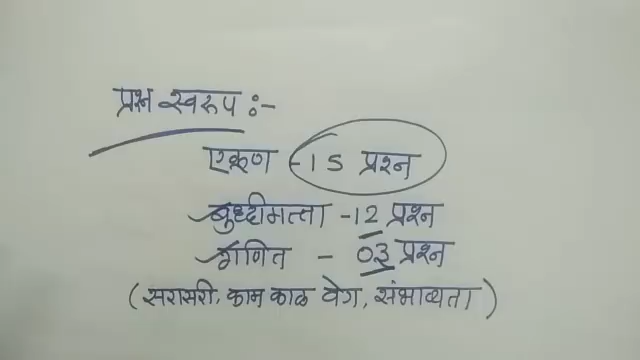 प्रश्न स्वरूप :-
एकूण - 15 प्रश्न
बुध्दीमत्ता - 12 प्रश्न
गणित - 03 प्रश्न
(सरासरी, काम काळ वेग, संभाव्यता)